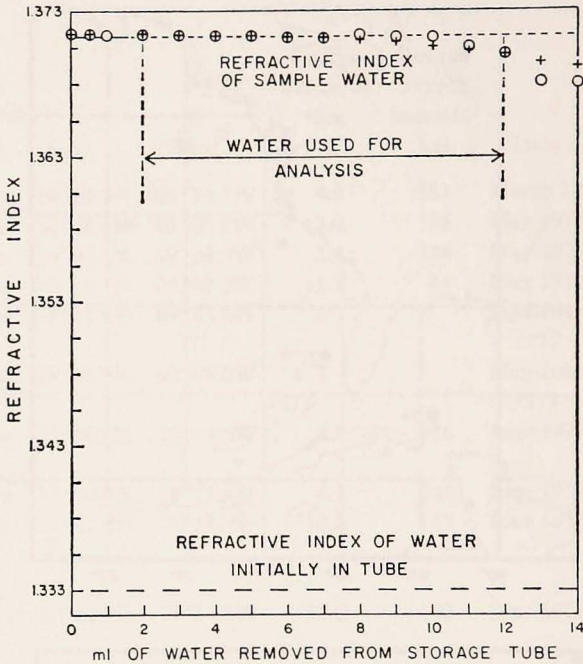 1.373
REFRACTIVE INDEX
OF SAMPLE WATER
1.363
WATER USED FOR
ANALYSIS
REFRACTIVE INDEX
1.353
1.343
REFRACTIVE INDEX OF WATER
INITIALLY IN TUBE
1.333
0 2 4 6 8 10 12 14
ml OF WATER REMOVED FROM STORAGE TUBE